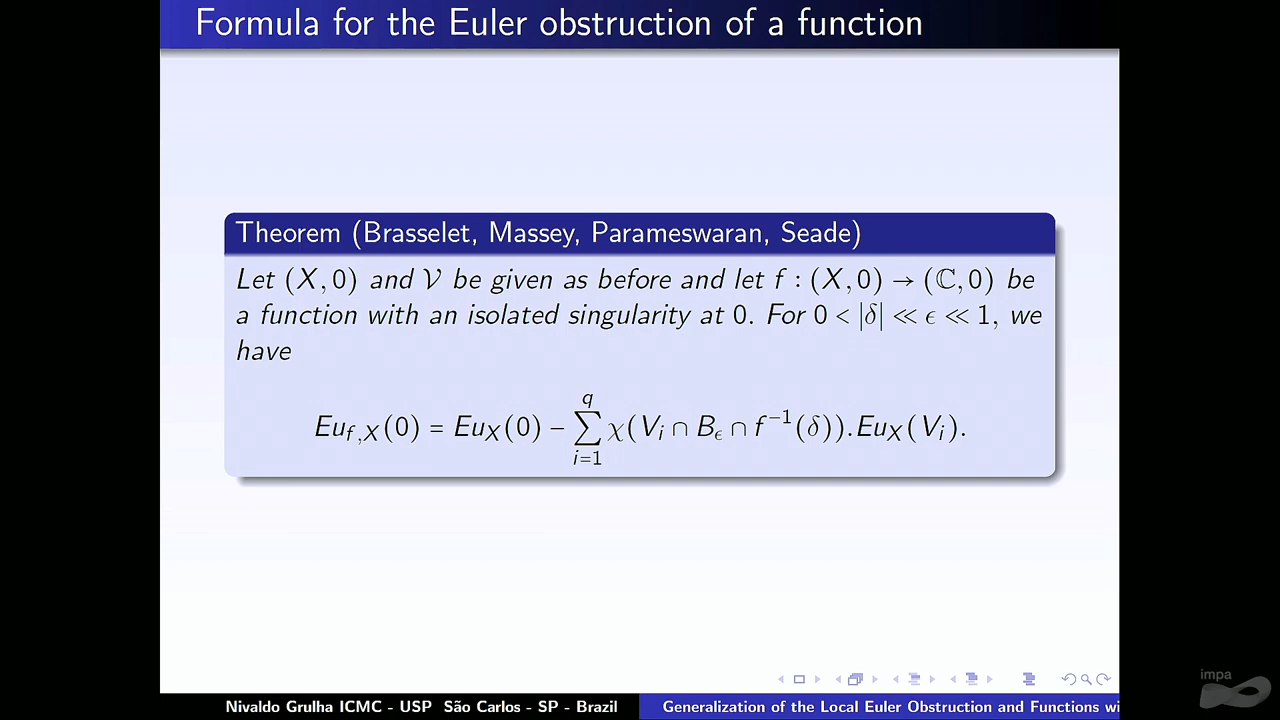 Formula for the Euler obstruction of a function
Theorem (Brasselet, Massey, Parameswaran, Seade)
Let (X, 0) and 𝒱 be given as before and let f : (X, 0) → (ℂ, 0) be
a function with an isolated singularity at 0. For 0 < |δ| ≪ ϵ ≪ 1, we
have
Eu_{f,X}(0) = Eu_X(0) − ∑_{i=1}^{q} χ(V_i ∩ B_ϵ ∩ f^{−1}(δ)).Eu_X(V_i).
impa
Nivaldo Grulha ICMC - USP São Carlos - SP - Brazil
Generalization of the Local Euler Obstruction and Functions wi